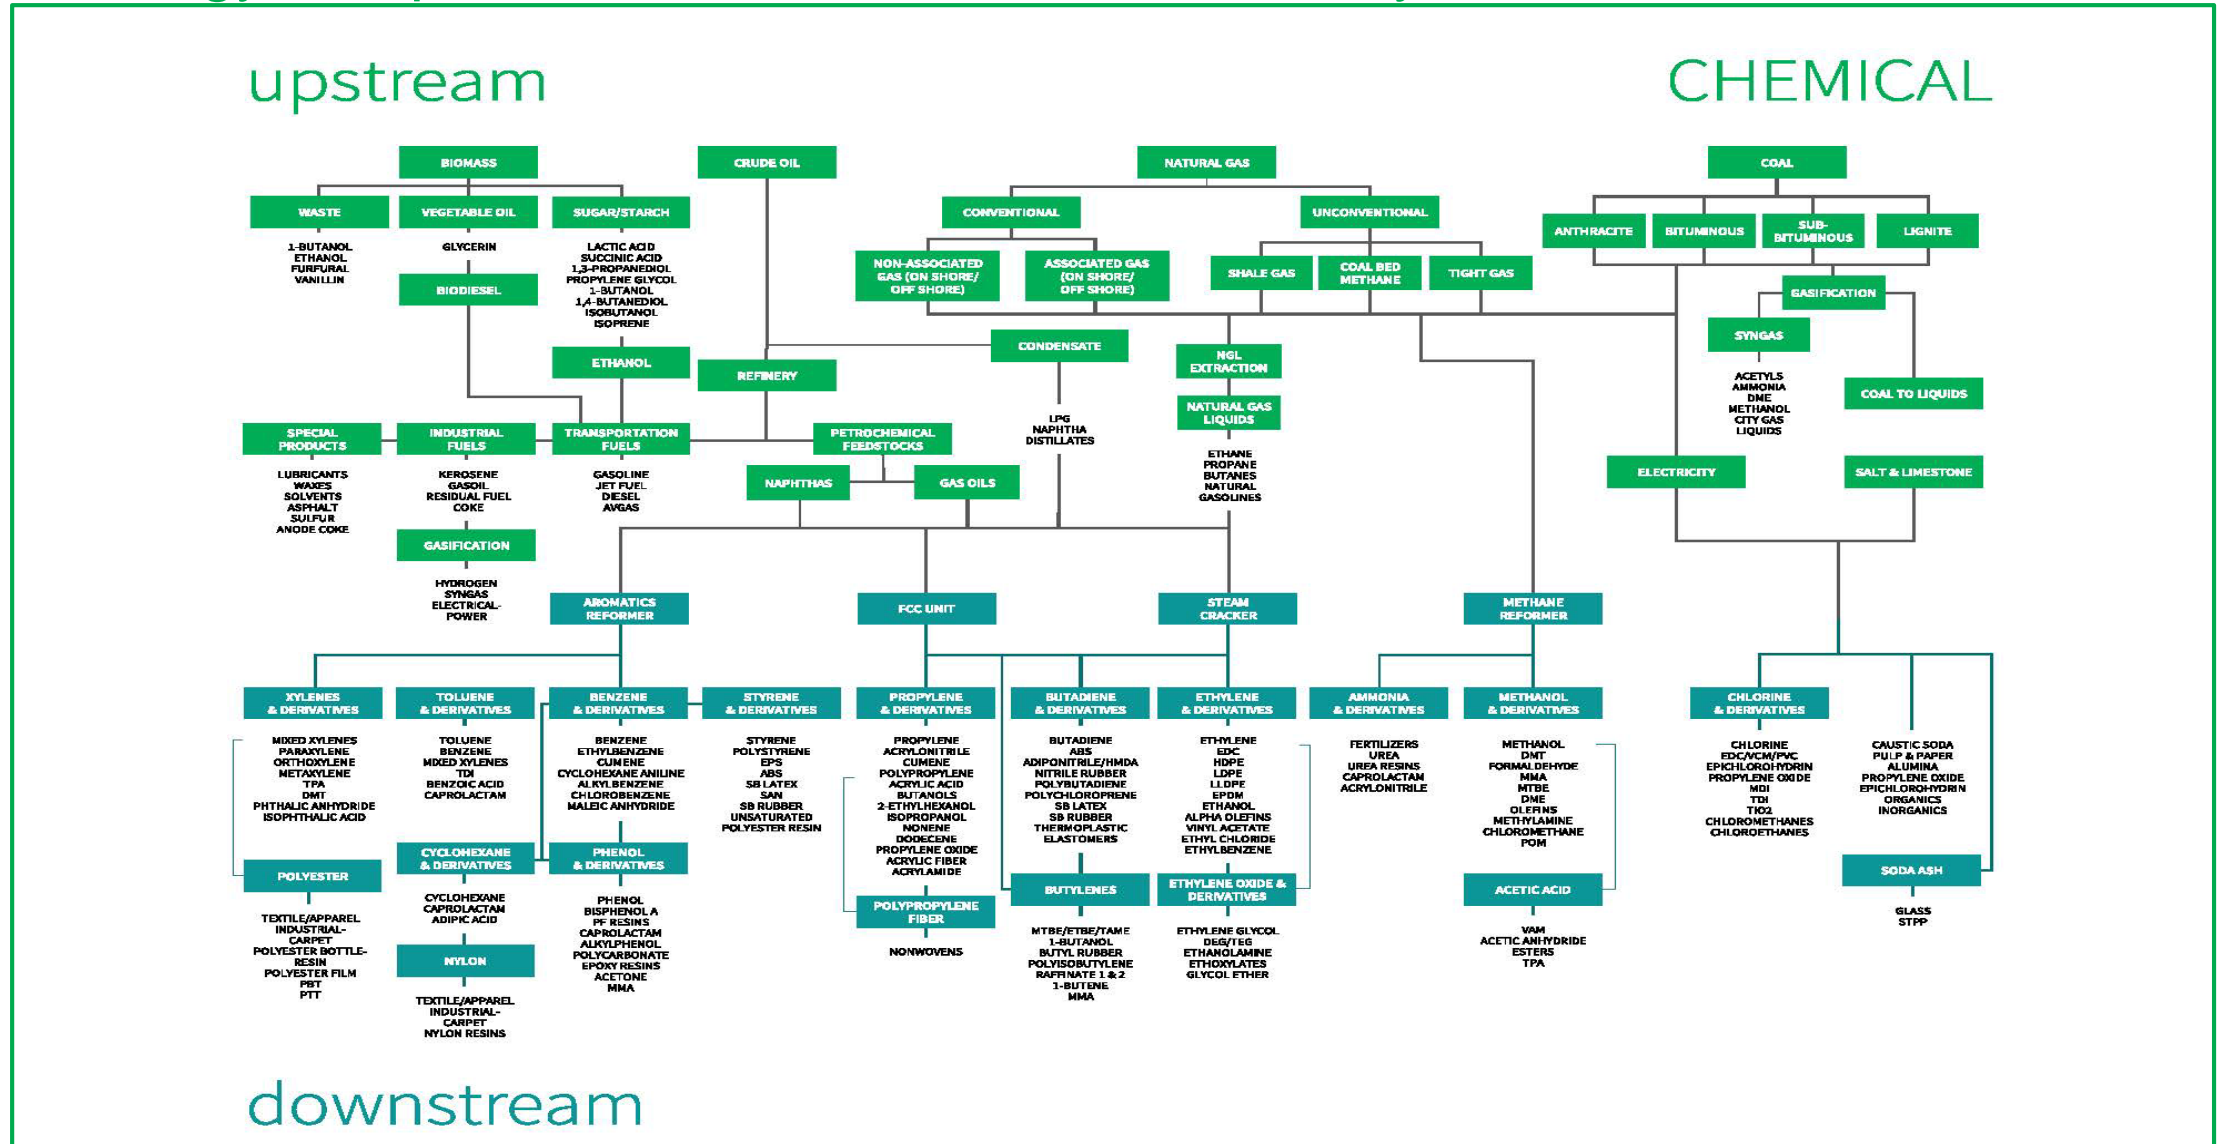 upstream
CHEMICAL
BIOMASS
CRUDE OIL
NATURAL GAS
COAL
WASTE
VEGETABLE OIL
SUGAR/STARCH
CONVENTIONAL
UNCONVENTIONAL
ANTHRACITE
BITUMINOUS
SUB-
BITUMINOUS
LIGNITE
1-BUTANOL
ETHANOL
FURFURAL
VANILLIN
GLYCERIN
BIODIESEL
LACTIC ACID
SUCCINIC ACID
1,3-PROPANEDIOL
PROPYLENE GLYCOL
1-BUTANOL
1,4-BUTANEDIOL
ISOBUTANOL
ISOPRENE
ETHANOL
NON-ASSOCIATED
GAS (ON SHORE/
OFF SHORE)
ASSOCIATED GAS
(ON SHORE/
OFF SHORE)
SHALE GAS
COAL BED
METHANE
TIGHT GAS
GASIFICATION
SYNGAS
ACETYLS
AMMONIA
DME
METHANOL
CITY GAS
LIQUIDS
COAL TO LIQUIDS
REFINERY
CONDENSATE
LPG
NAPHTHA
DISTILLATES
NGL
EXTRACTION
NATURAL GAS
LIQUIDS
ETHANE
PROPANE
BUTANES
NATURAL
GASOLINES
SPECIAL
PRODUCTS
INDUSTRIAL
FUELS
TRANSPORTATION
FUELS
PETROCHEMICAL
FEEDSTOCKS
LUBRICANTS
WAXES
SOLVENTS
ASPHALT
SULFUR
ANODE COKE
KEROSENE
GASOIL
RESIDUAL FUEL
COKE
GASOLINE
JET FUEL
DIESEL
AVGAS
NAPHTHAS
GAS OILS
ELECTRICITY
SALT & LIMESTONE
GASIFICATION
HYDROGEN
SYNGAS
ELECTRICAL-
POWER
AROMATICS
REFORMER
FCC UNIT
STEAM
CRACKER
METHANE
REFORMER
XYLENES
& DERIVATIVES
TOLUENE
& DERIVATIVES
BENZENE
& DERIVATIVES
STYRENE
& DERIVATIVES
PROPYLENE
& DERIVATIVES
BUTADIENE
& DERIVATIVES
ETHYLENE
& DERIVATIVES
AMMONIA
& DERIVATIVES
METHANOL
& DERIVATIVES
CHLORINE
& DERIVATIVES
MIXED XYLENES
PARAXYLENE
ORTHOXYLENE
METAXYLENE
TPA
DMT
PHTHALIC ANHYDRIDE
ISOPHTHALIC ACID
TOLUENE
BENZENE
MIXED XYLENES
TDI
BENZOIC ACID
CAPROLACTAM
BENZENE
ETHYLBENZENE
CUMENE
CYCLOHEXANE ANILINE
ALKYLBENZENE
CHLOROBENZENE
MALEIC ANHYDRIDE
STYRENE
POLYSTYRENE
EPS
ABS
SB LATEX
SAN
SB RUBBER
UNSATURATED
POLYESTER RESIN
PROPYLENE
ACRYLONITRILE
CUMENE
POLYPROPYLENE
ACRYLIC ACID
BUTANOLS
2-ETHYLHEXANOL
ISOPROPANOL
NONENE
DODECENE
PROPYLENE OXIDE
ACRYLIC FIBER
ACRYLAMIDE
BUTADIENE
ABS
ADIPONITRILE/HMDA
NITRILE RUBBER
POLYBUTADIENE
POLYCHLOROPRENE
SB LATEX
SB RUBBER
THERMOPLASTIC
ELASTOMERS
ETHYLENE
EDC
HDPE
LDPE
LLDPE
EPDM
ETHANOL
ALPHA OLEFINS
VINYL ACETATE
ETHYL CHLORIDE
ETHYLBENZENE
FERTILIZERS
UREA
UREA RESINS
CAPROLACTAM
ACRYLONITRILE
METHANOL
DMT
FORMALDEHYDE
MMA
MTBE
DME
OLEFINS
METHYLAMINE
CHLOROMETHANE
POM
CHLORINE
EDC/VCM/PVC
EPICHLOROHYDRIN
PROPYLENE OXIDE
MDI
TDI
TIO2
CHLOROMETHANES
CHLOROETHANES
CAUSTIC SODA
PULP & PAPER
ALUMINA
PROPYLENE OXIDE
EPICHLOROHYDRIN
ORGANICS
INORGANICS
POLYESTER
TEXTILE/APPAREL
INDUSTRIAL-
CARPET
POLYESTER BOTTLE-
RESIN
POLYESTER FILM
PBT
PTT
CYCLOHEXANE
& DERIVATIVES
CYCLOHEXANE
CAPROLACTAM
ADIPIC ACID
NYLON
TEXTILE/APPAREL
INDUSTRIAL-
CARPET
NYLON RESINS
PHENOL
& DERIVATIVES
PHENOL
BISPHENOL A
PF RESINS
CAPROLACTAM
ALKYLPHENOL
POLYCARBONATE
EPOXY RESINS
ACETONE
MMA
POLYPROPYLENE
FIBER
NONWOVENS
BUTYLENES
MTBE/ETBE/TAME
1-BUTANOL
BUTYL RUBBER
POLYISOBUTYLENE
RAFFINATE 1 & 2
1-BUTENE
MMA
ETHYLENE OXIDE &
DERIVATIVES
ETHYLENE GLYCOL
DEG/TEG
ETHANOLAMINE
ETHOXYLATES
GLYCOL ETHER
ACETIC ACID
VAM
ACETIC ANHYDRIDE
ESTERS
TPA
SODA ASH
GLASS
STPP
downstream